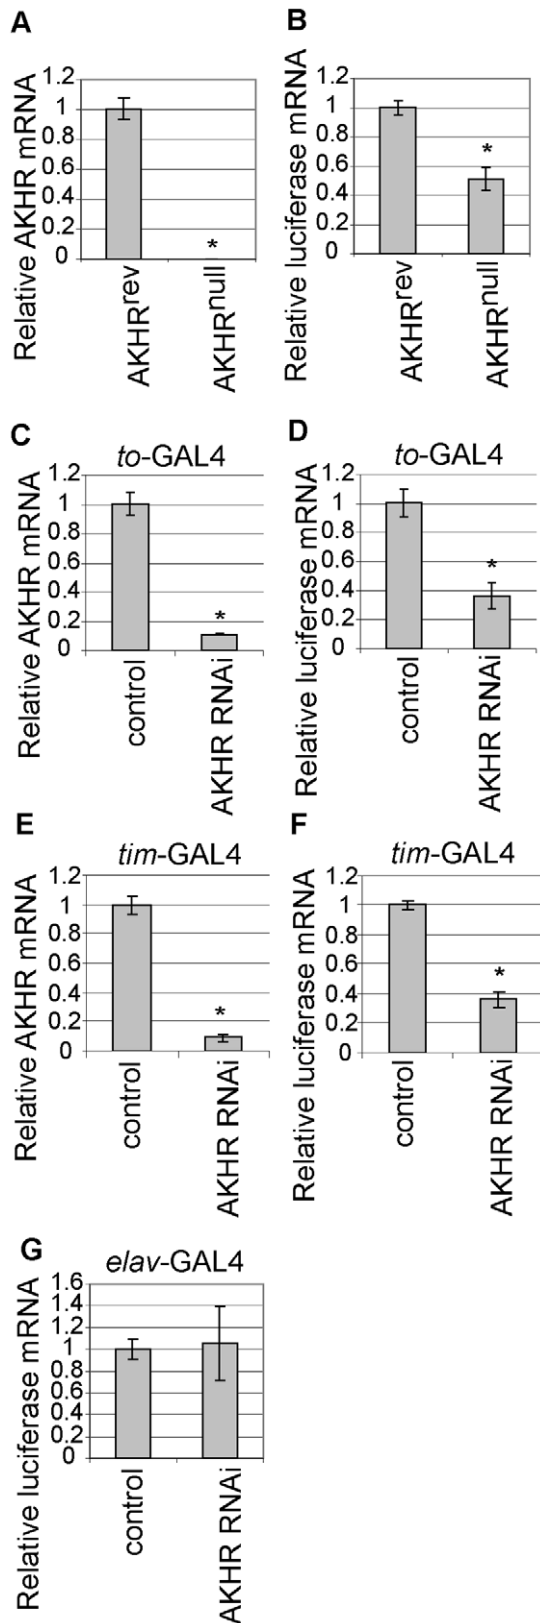 A
Relative AKHR mRNA
1.2
1
0.8
0.6
0.4
0.2
0
*
AKHRrev
AKHRnull
B
Relative luciferase mRNA
1.2
1
0.8
0.6
0.4
0.2
0
*
AKHRrev
AKHRnull
C
to-GAL4
Relative AKHR mRNA
1.2
1
0.8
0.6
0.4
0.2
0
*
control
AKHR RNAi
D
to-GAL4
Relative luciferase mRNA
1.2
1
0.8
0.6
0.4
0.2
0
*
control
AKHR RNAi
E
tim-GAL4
Relative AKHR mRNA
1.2
1
0.8
0.6
0.4
0.2
0
*
control
AKHR RNAi
F
tim-GAL4
Relative luciferase mRNA
1.2
1
0.8
0.6
0.4
0.2
0
*
control
AKHR RNAi
G
elav-GAL4
Relative luciferase mRNA
1.6
1.4
1.2
1
0.8
0.6
0.4
0.2
0
control
AKHR RNAi